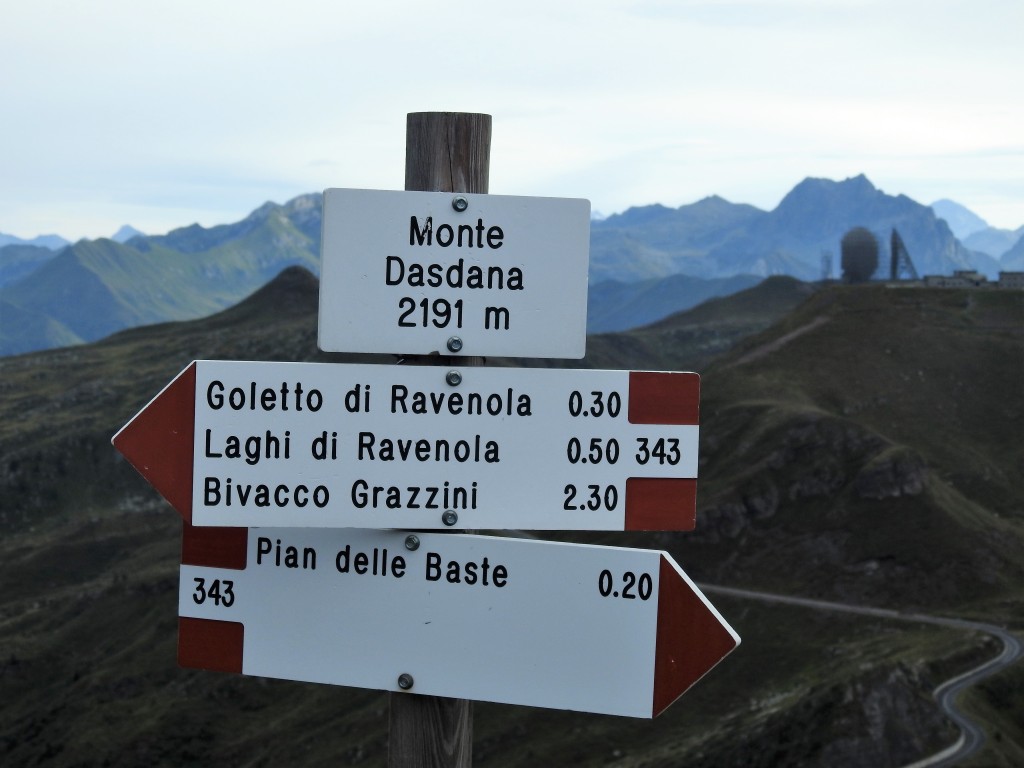 Monte
Dasdana
2191 m
Goletto di Ravenola 0.30
Laghi di Ravenola 0.50 343
Bivacco Grazzini 2.30
Pian delle Baste 0.20
343